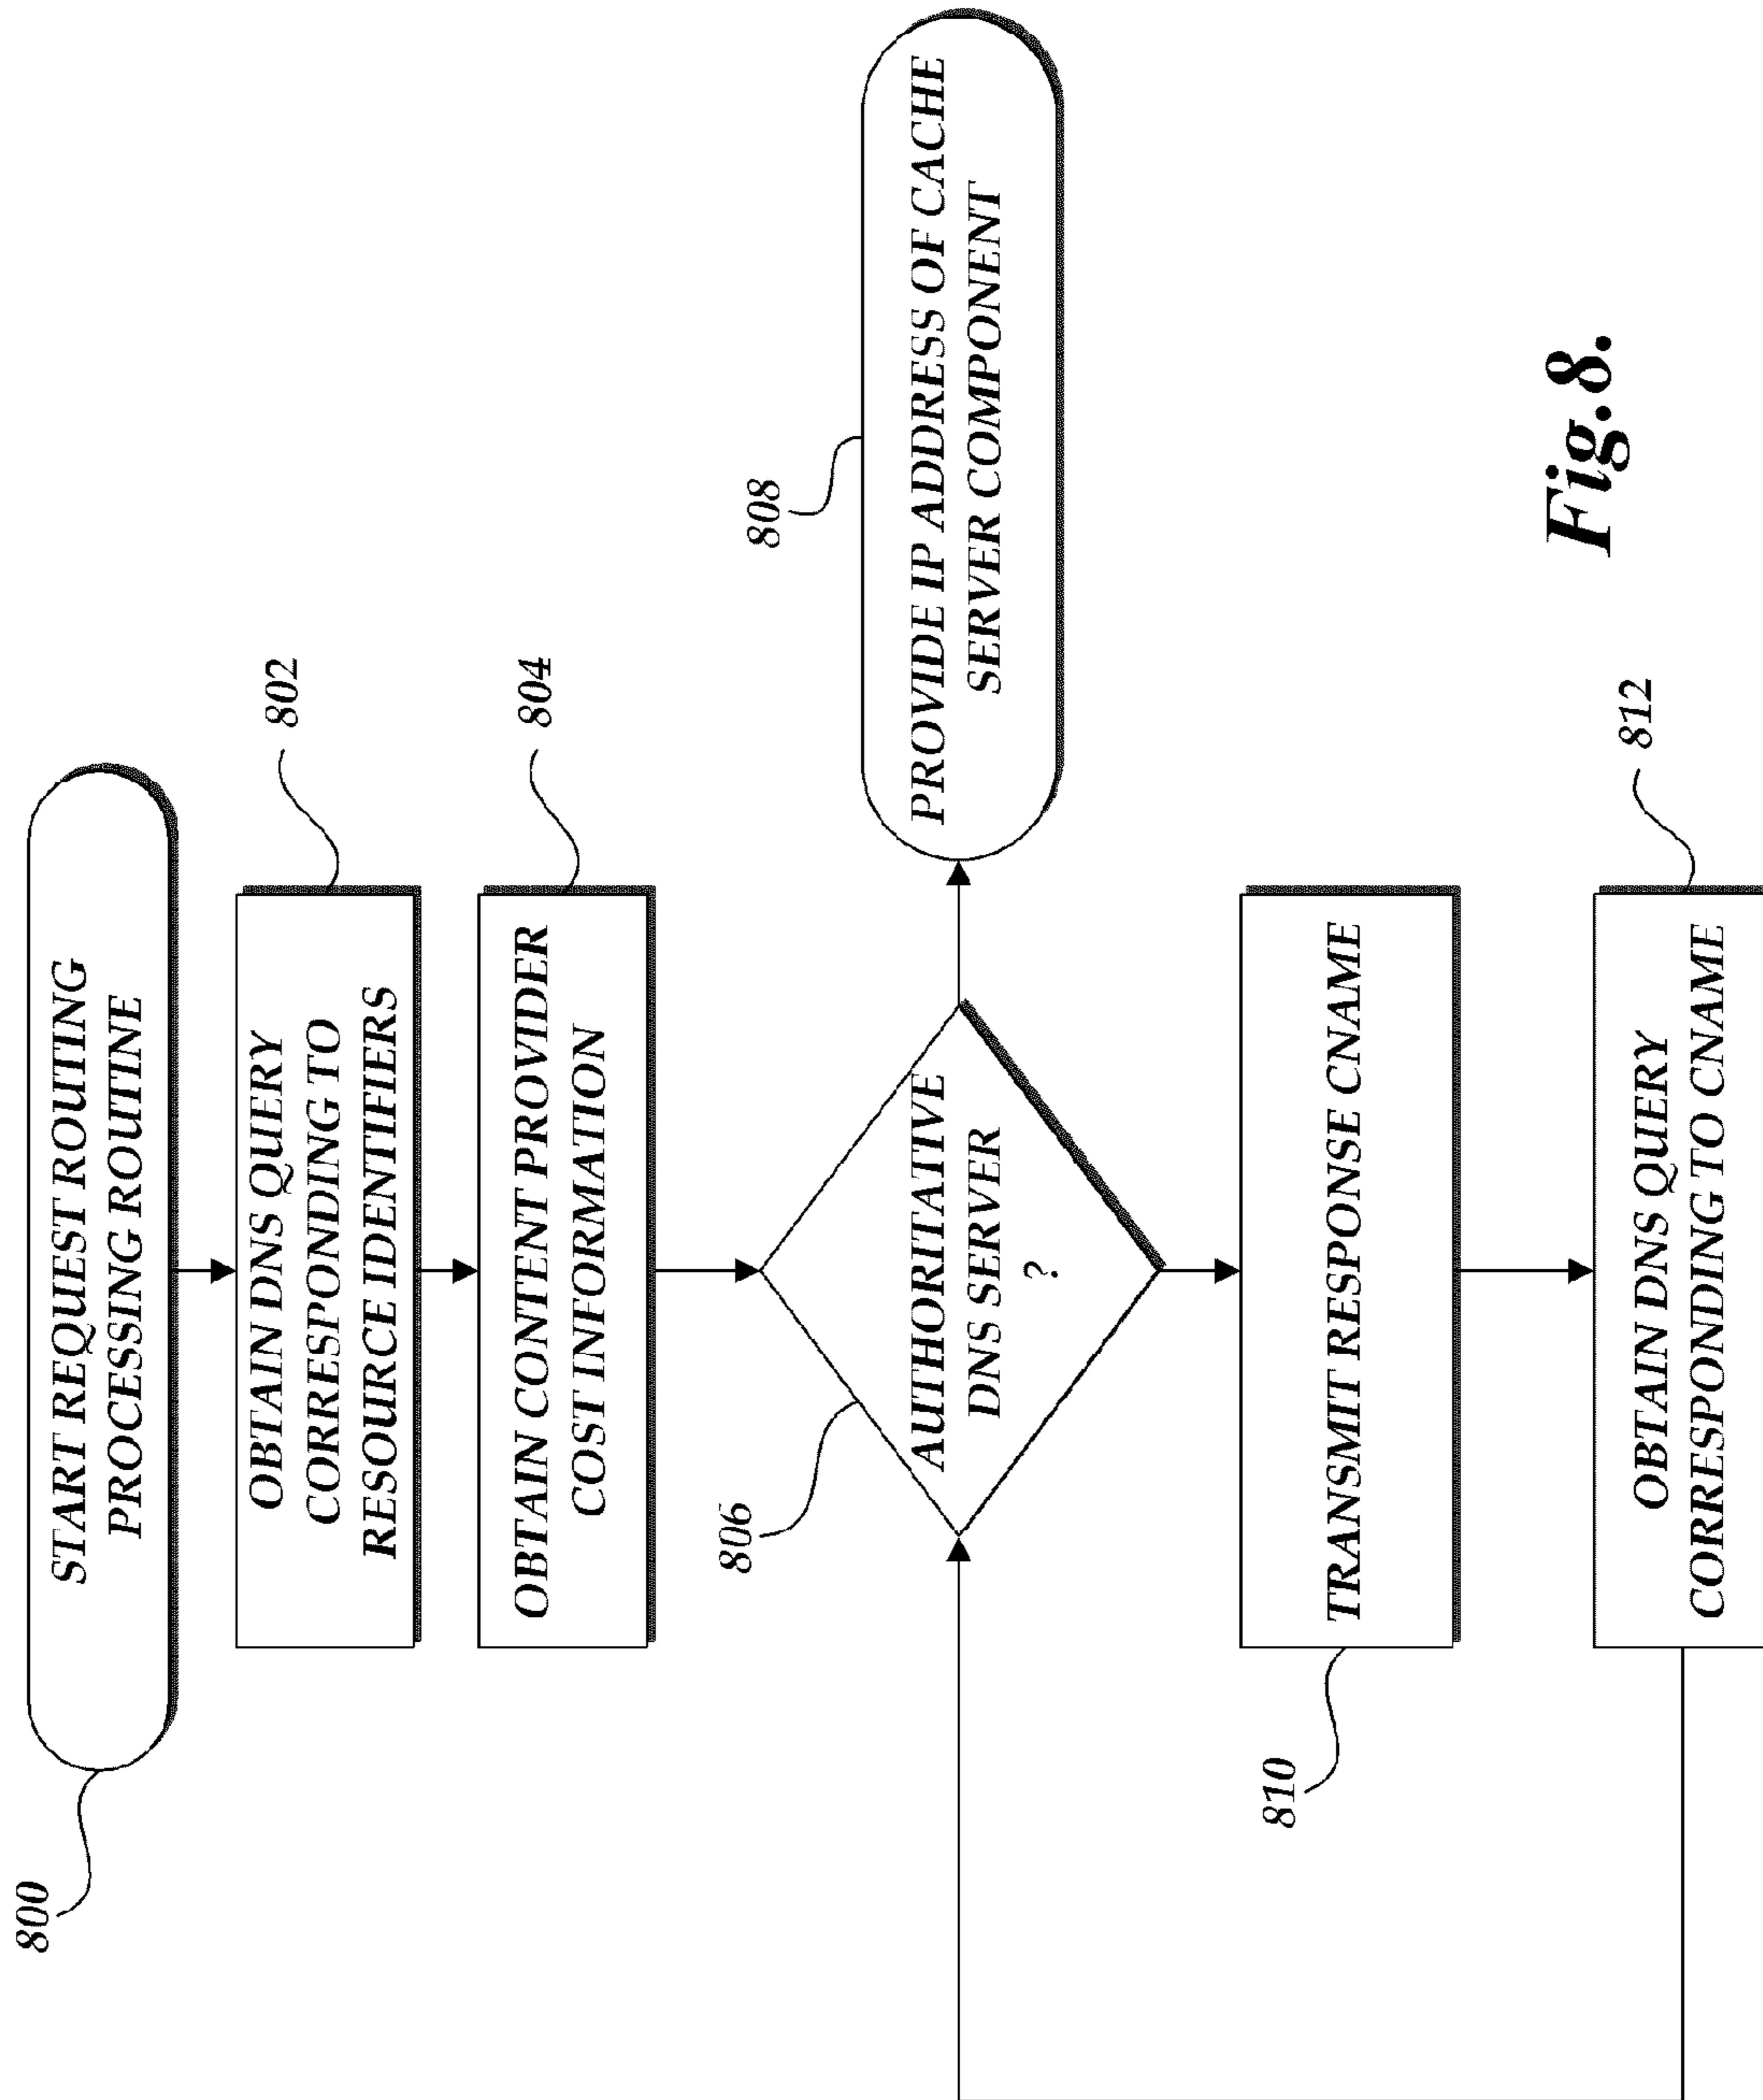 800
START REQUEST ROUTING
PROCESSING ROUTINE
802
OBTAIN DNS QUERY
CORRESPONDING TO
RESOURCE IDENTIFIERS
804
OBTAIN CONTENT PROVIDER
COST INFORMATION
806
AUTHORITATIVE
DNS SERVER
?
808
PROVIDE IP ADDRESS OF CACHE
SERVER COMPONENT
810
TRANSMIT RESPONSE CNAME
812
OBTAIN DNS QUERY
CORRESPONDING TO CNAME
Fig.8.